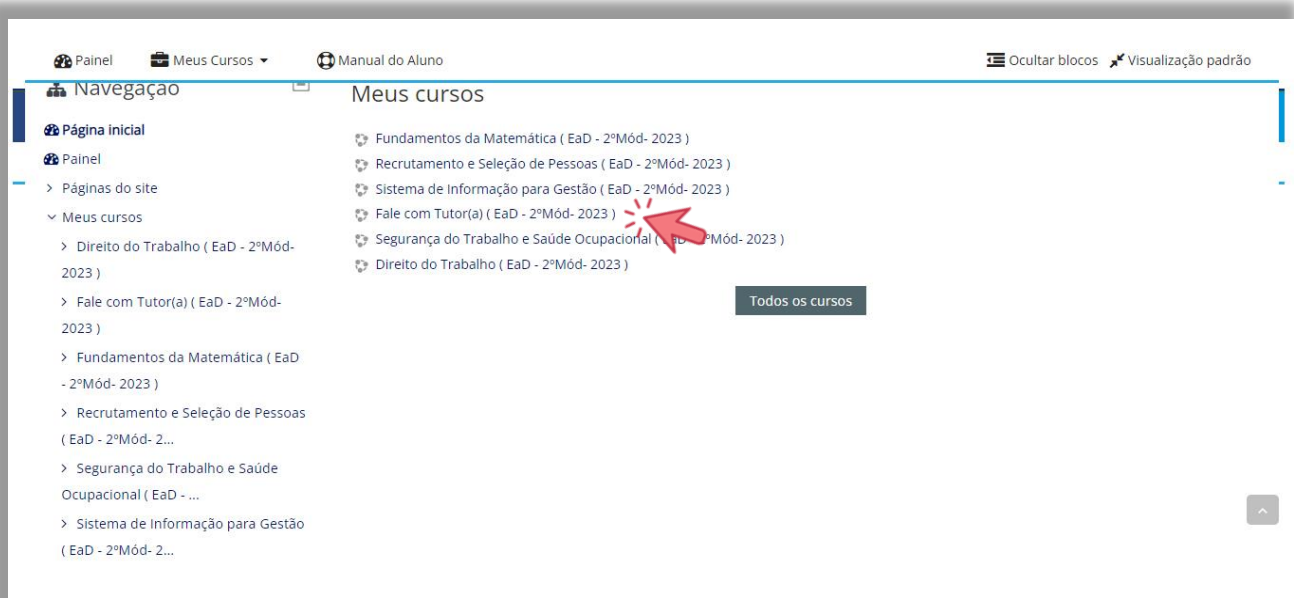 Painel
Meus Cursos
Manual do Aluno
Ocultar blocos
Visualização padrão
Navegação
Página inicial
Painel
Páginas do site
Meus cursos
Direito do Trabalho ( EaD - 2ºMód-
2023 )
Fale com Tutor(a) ( EaD - 2ºMód-
2023 )
Fundamentos da Matemática ( EaD
- 2ºMód- 2023 )
Recrutamento e Seleção de Pessoas
( EaD - 2ºMód- 2...
Segurança do Trabalho e Saúde
Ocupacional ( EaD - ...
Sistema de Informação para Gestão
( EaD - 2ºMód- 2...
Meus cursos
Fundamentos da Matemática ( EaD - 2ºMód- 2023 )
Recrutamento e Seleção de Pessoas ( EaD - 2ºMód- 2023 )
Sistema de Informação para Gestão ( EaD - 2ºMód- 2023 )
Fale com Tutor(a) ( EaD - 2ºMód- 2023 )
Segurança do Trabalho e Saúde Ocupacional ( EaD - 2ºMód- 2023 )
Direito do Trabalho ( EaD - 2ºMód- 2023 )
Todos os cursos